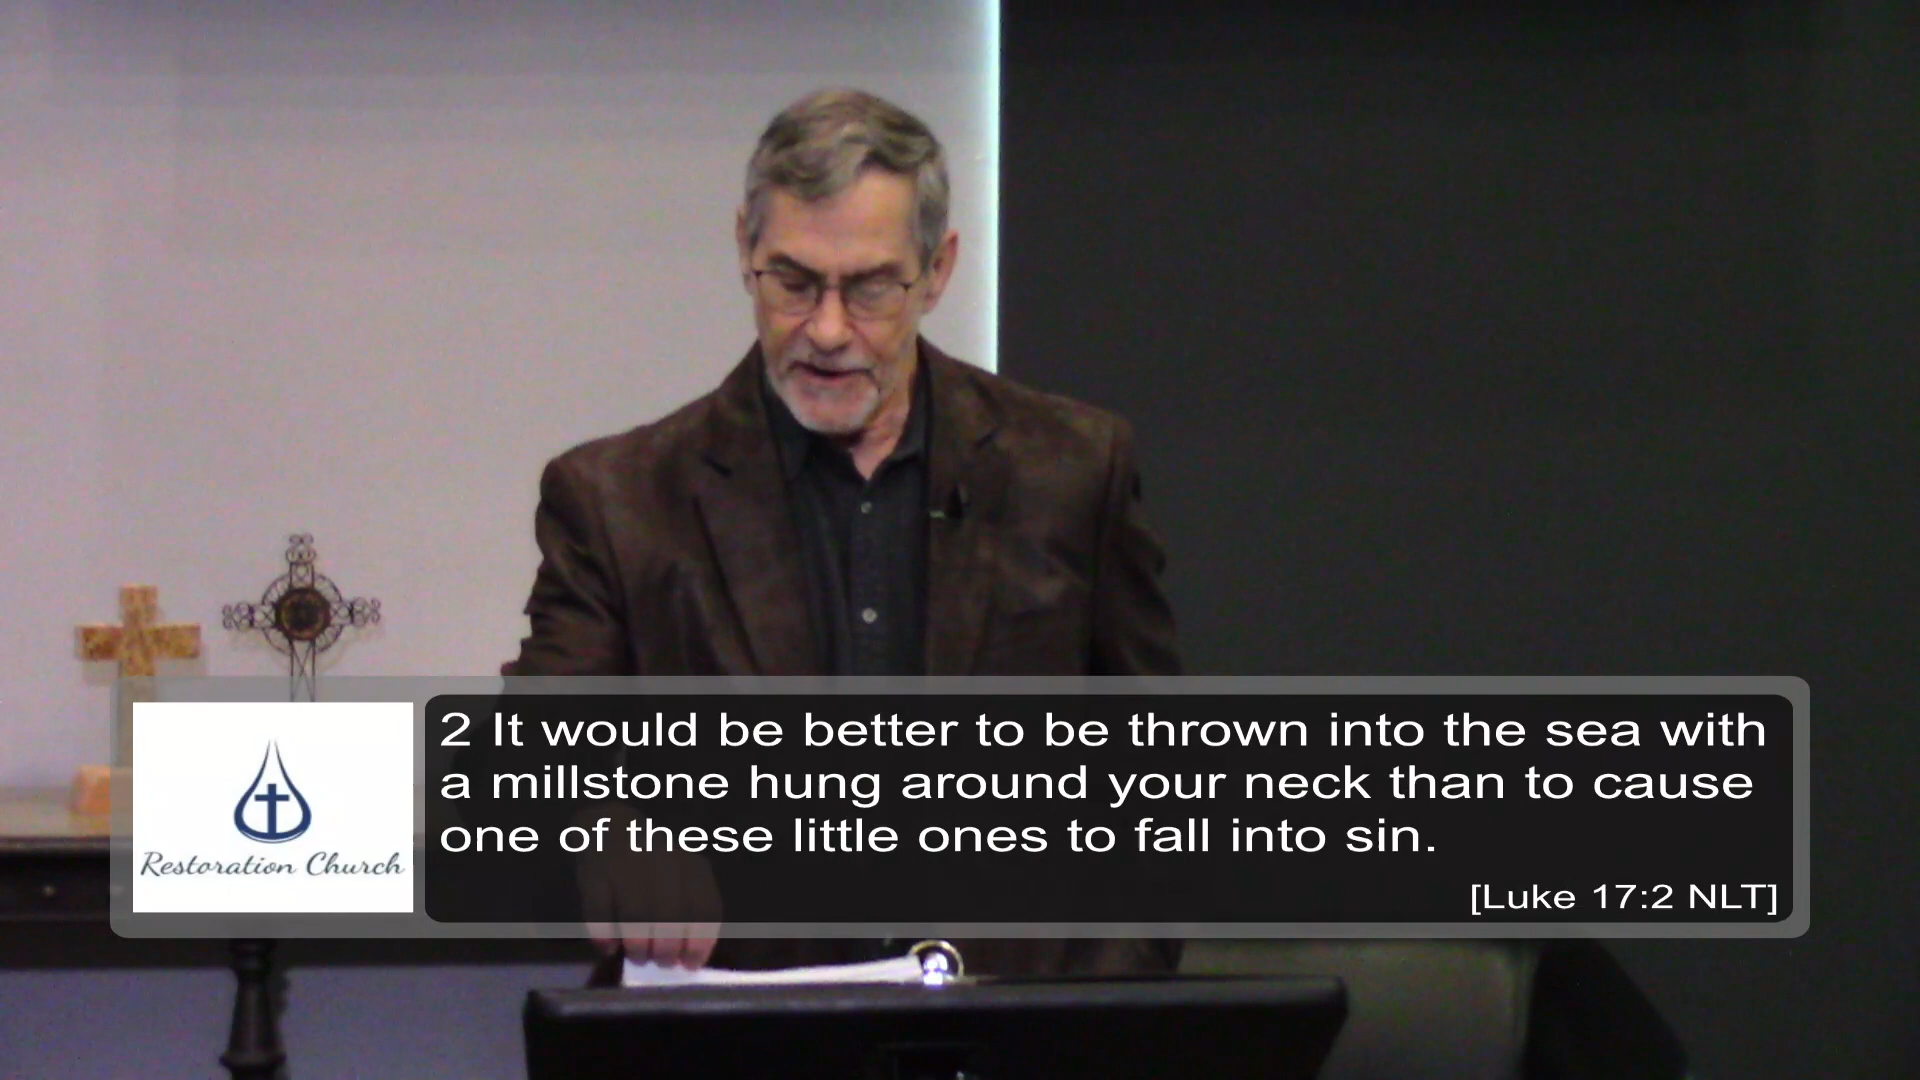 2 It would be better to be thrown into the sea with
a millstone hung around your neck than to cause
one of these little ones to fall into sin.
[Luke 17:2 NLT]
Restoration Church